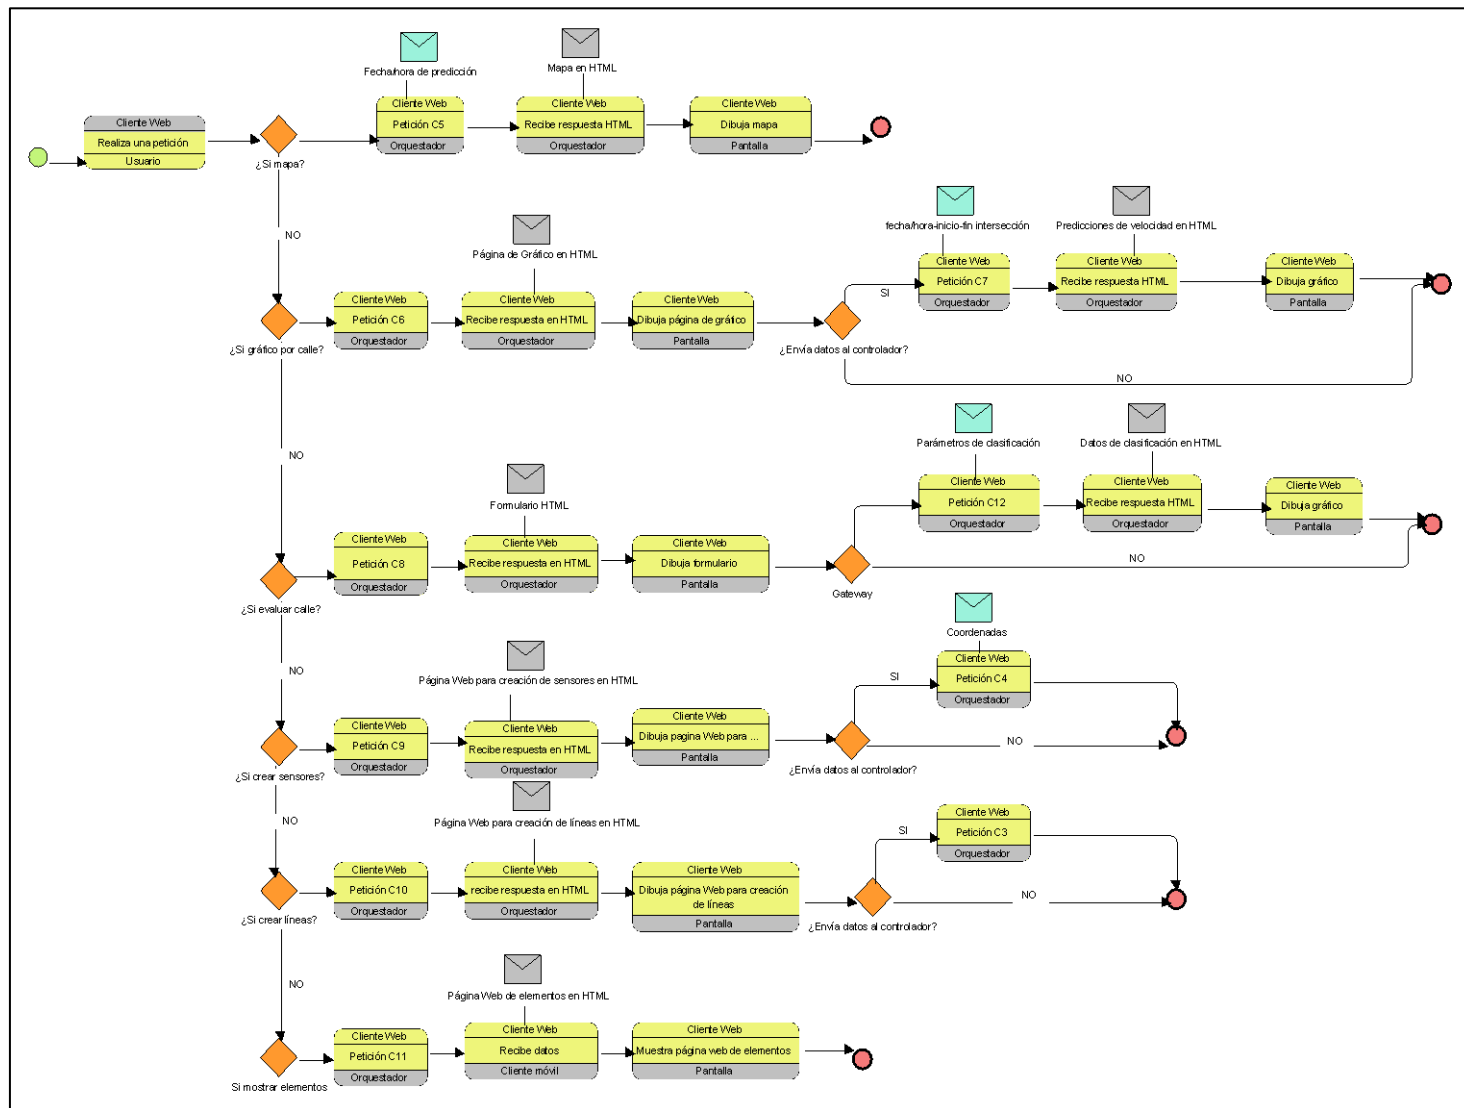 Fecha/hora de predicción
Mapa en HTML
Cliente Web
Petición C5
Orquestador
Cliente Web
Recibe respuesta HTML
Orquestador
Cliente Web
Dibuja mapa
Pantalla
Cliente Web
Realiza una petición
Usuario
¿Si mapa?
NO
fecha/hora-inicio-fin intersección
Predicciones de velocidad en HTML
Página de Gráfico en HTML
Cliente Web
Petición C7
Orquestador
Cliente Web
Recibe respuesta HTML
Orquestador
Cliente Web
Dibuja gráfico
Pantalla
SI
Cliente Web
Petición C6
Orquestador
Cliente Web
Recibe respuesta en HTML
Orquestador
Cliente Web
Dibuja página de gráfico
Pantalla
¿Si gráfico por calle?
¿Envía datos al controlador?
NO
NO
Parámetros de clasificación
Datos de clasificación en HTML
Formulario HTML
Cliente Web
Petición C12
Orquestador
Cliente Web
Recibe respuesta HTML
Orquestador
Cliente Web
Dibuja gráfico
Pantalla
Cliente Web
Petición C8
Orquestador
Cliente Web
Recibe respuesta en HTML
Orquestador
Cliente Web
Dibuja formulario
Pantalla
NO
¿Si evaluar calle?
Gateway
NO
Coordenadas
Página Web para creación de sensores en HTML
Cliente Web
Petición C4
Orquestador
SI
Cliente Web
Petición C9
Orquestador
Cliente Web
Recibe respuesta en HTML
Orquestador
Cliente Web
Dibuja pagina Web para ...
Pantalla
NO
¿Si crear sensores?
¿Envía datos al controlador?
NO
Página Web para creación de líneas en HTML
Cliente Web
Petición C3
Orquestador
SI
Cliente Web
Petición C10
Orquestador
Cliente Web
recibe respuesta en HTML
Orquestador
Cliente Web
Dibuja página Web para creación
de líneas
Pantalla
NO
¿Si crear líneas?
¿Envía datos al controlador?
NO
Página Web de elementos en HTML
Cliente Web
Petición C11
Orquestador
Cliente Web
Recibe datos
Cliente móvil
Cliente Web
Muestra página web de elementos
Pantalla
Si mostrar elementos